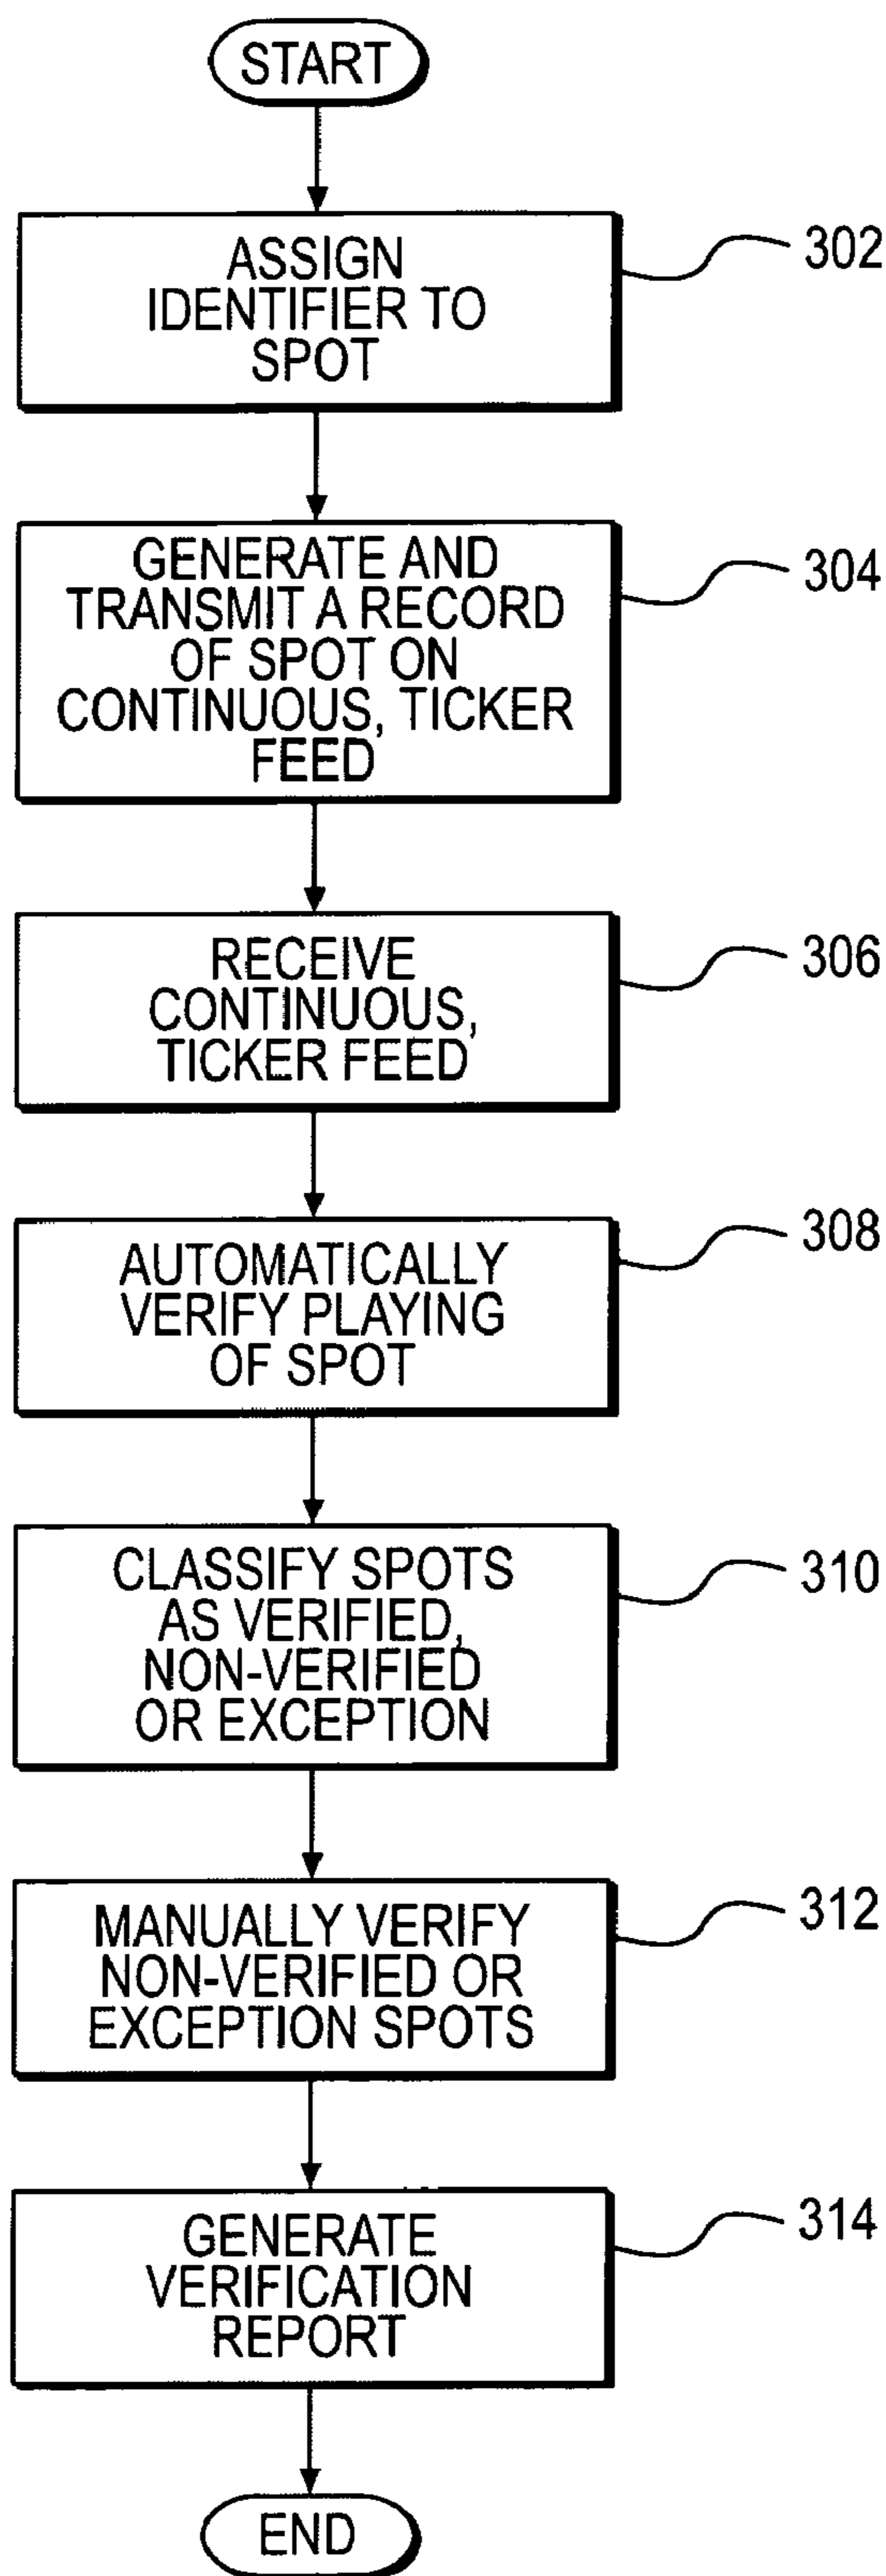 START
ASSIGN
IDENTIFIER TO
SPOT
302
GENERATE AND
TRANSMIT A RECORD
OF SPOT ON
CONTINUOUS, TICKER
FEED
304
RECEIVE
CONTINUOUS,
TICKER FEED
306
AUTOMATICALLY
VERIFY PLAYING
OF SPOT
308
CLASSIFY SPOTS
AS VERIFIED,
NON-VERIFIED
OR EXCEPTION
310
MANUALLY VERIFY
NON-VERIFIED OR
EXCEPTION SPOTS
312
GENERATE
VERIFICATION
REPORT
314
END